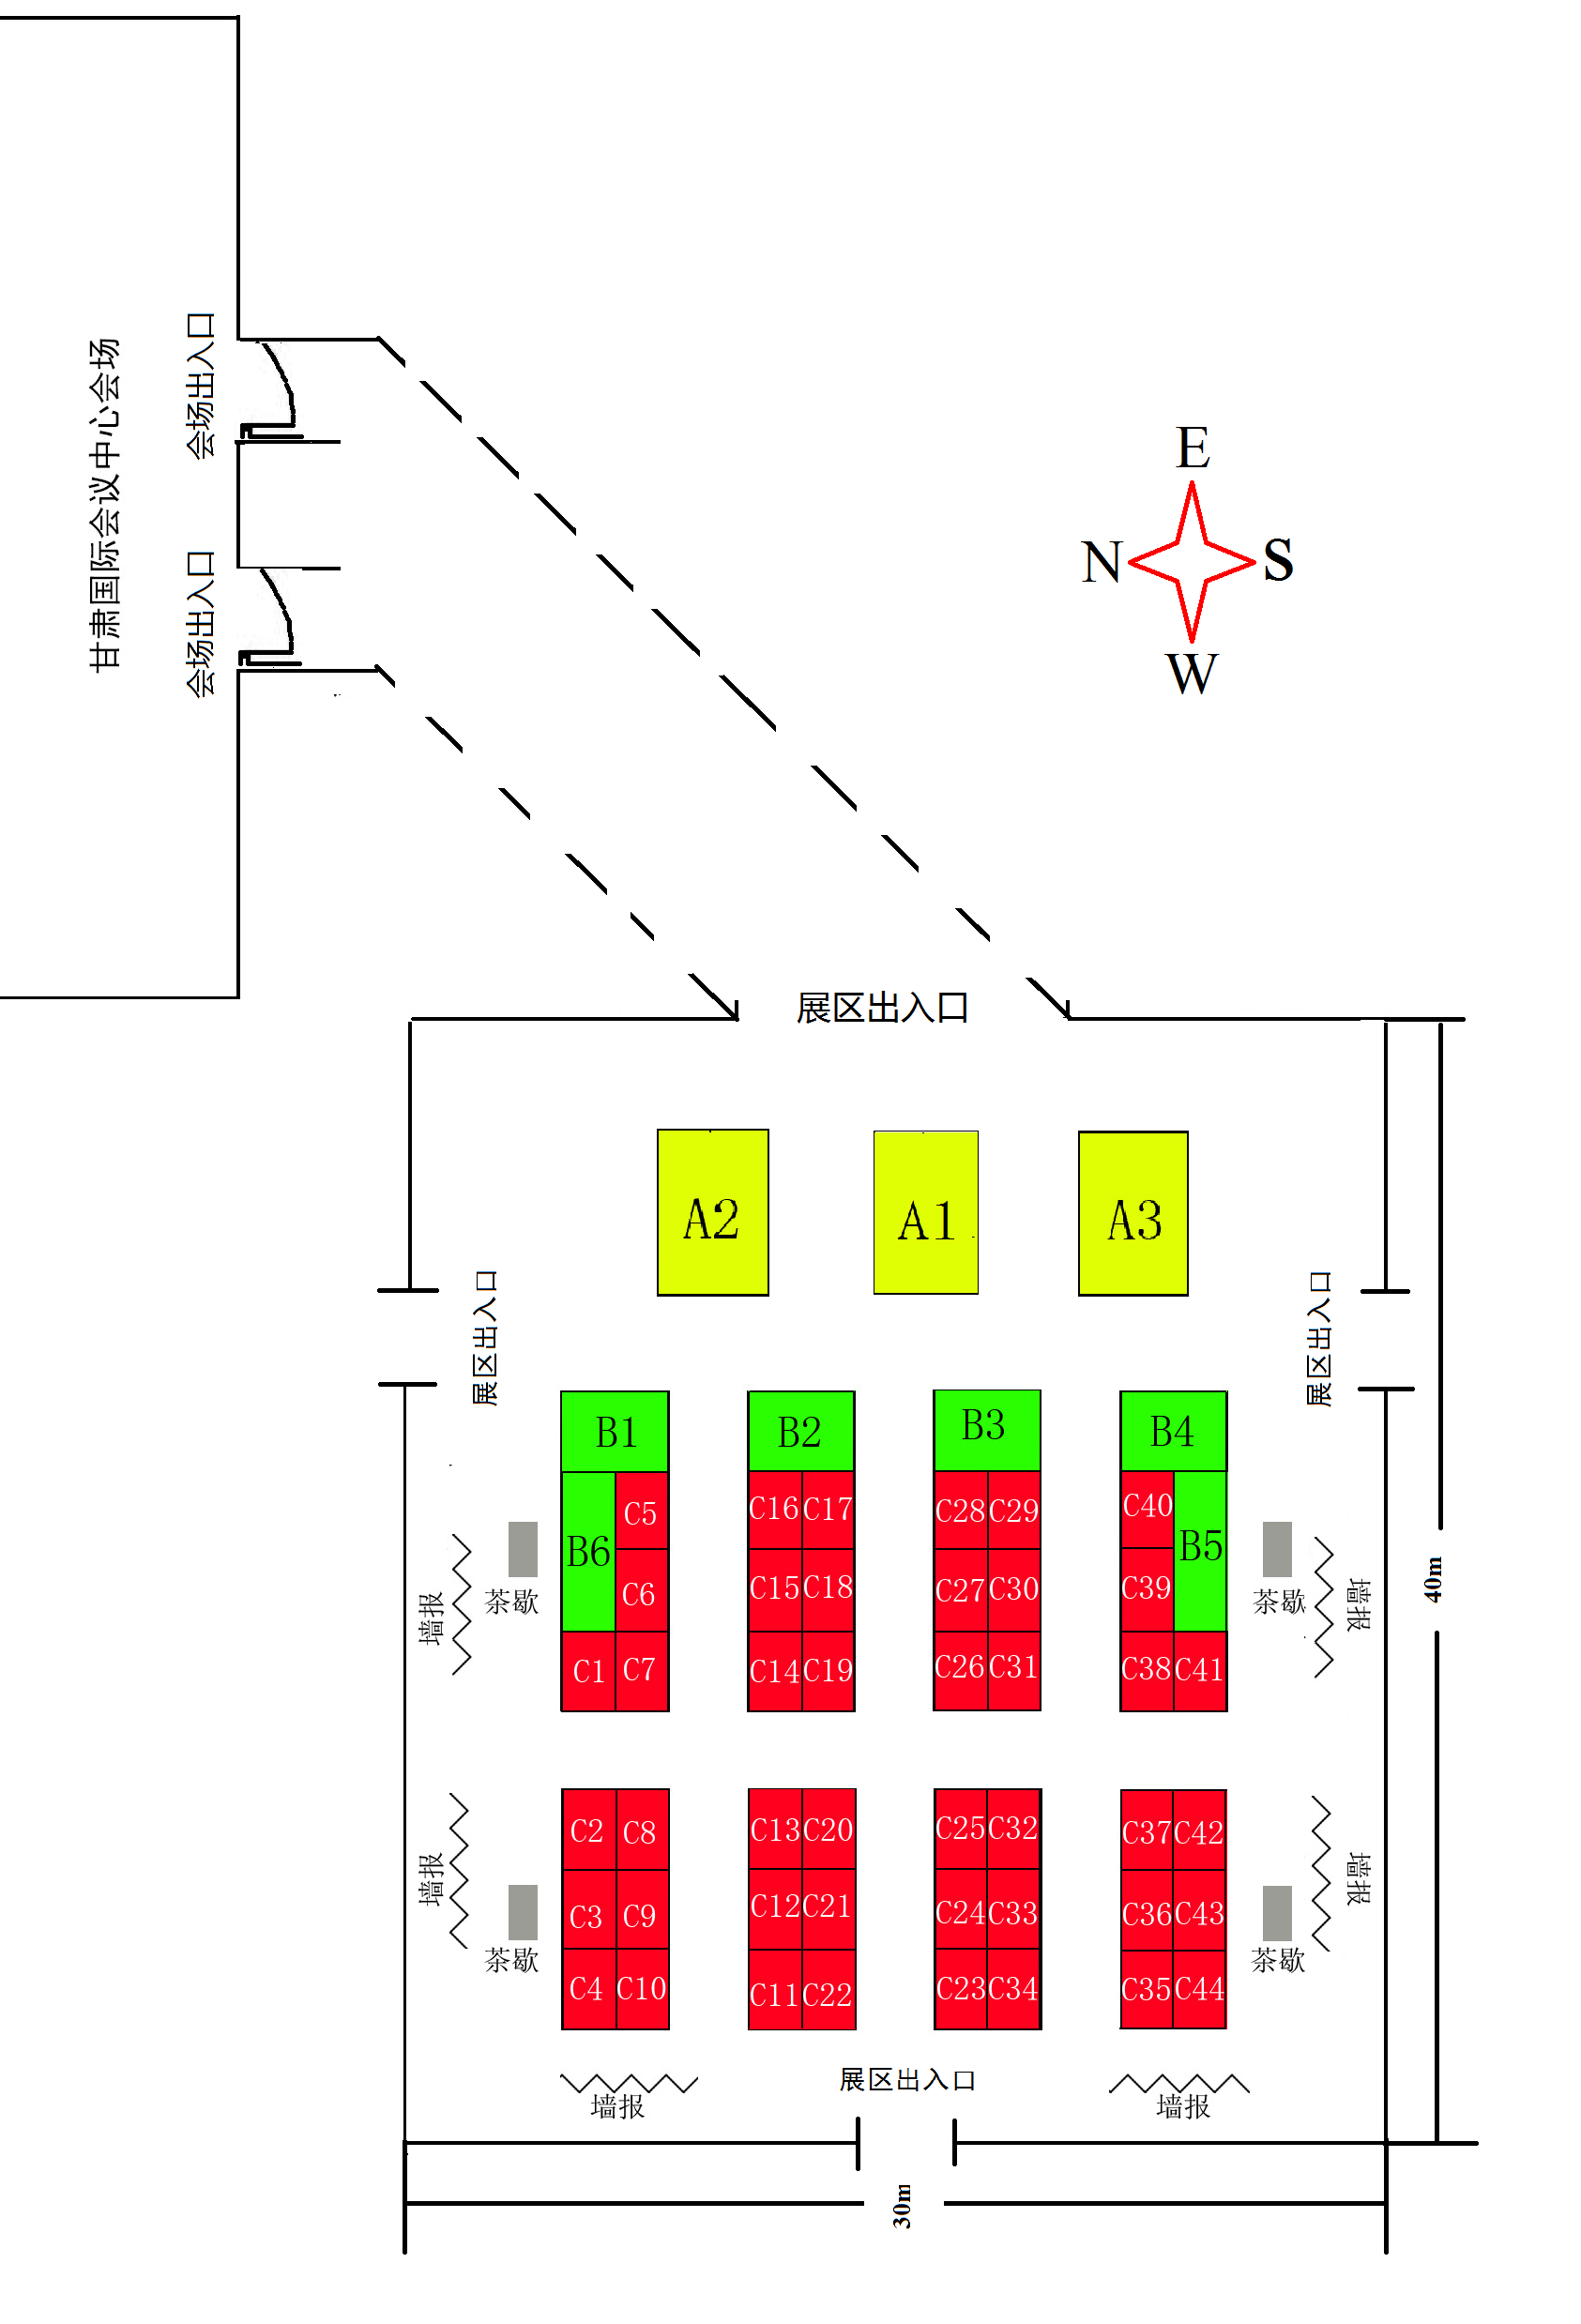 会场出入口
甘肃国际会议中心会场
会场出入口
E
N
S
W
展区出入口
A2
A1
A3
展区出入口
展区出入口
B1
B2
B3
B4
B6
C5
C16
C17
C28
C29
C40
B5
C6
C15
C18
C27
C30
C39
茶歇
茶歇
墙报
墙报
40m
C1
C7
C14
C19
C26
C31
C38
C41
C2
C8
C13
C20
C25
C32
C37
C42
墙报
墙报
C3
C9
C12
C21
C24
C33
C36
C43
茶歇
茶歇
C4
C10
C11
C22
C23
C34
C35
C44
展区出入口
墙报
墙报
30m